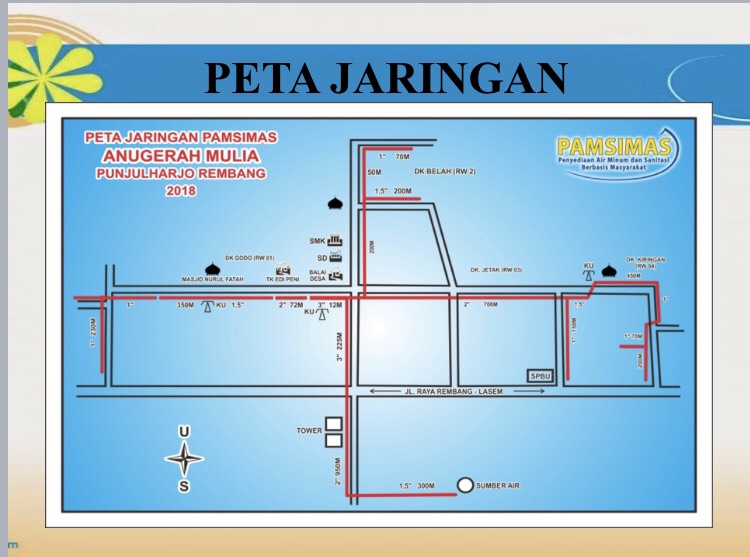 PETA JARINGAN
PETA JARINGAN PAMSIMAS
ANUGERAH MULIA
PUNJULHARJO REMBANG
2018
PAMSIMAS
Penyediaan Air Minum dan Sanitasi
Berbasis Masyarakat
1" 70M
50M
DK BELAH (RW.2)
1,5" 200M
200M
SMK
SD
BALAI
DESA
DK GODO (RW.01)
MASJID NURUL FATAH
TK EDI PENI
DK. JETAK (RW.03)
KU
DK. KIRINGAN
(RW.04)
450M
1"
350M
KU
1,5"
2" 72M
3" 12M
KU
2"
700M
1,5"
1"
1" 230M
3" 225M
1" 150M
1" 70M
200M
SPBU
JL. RAYA REMBANG - LASEM
TOWER
U
S
2" 950M
1,5" 300M
SUMBER AIR
m